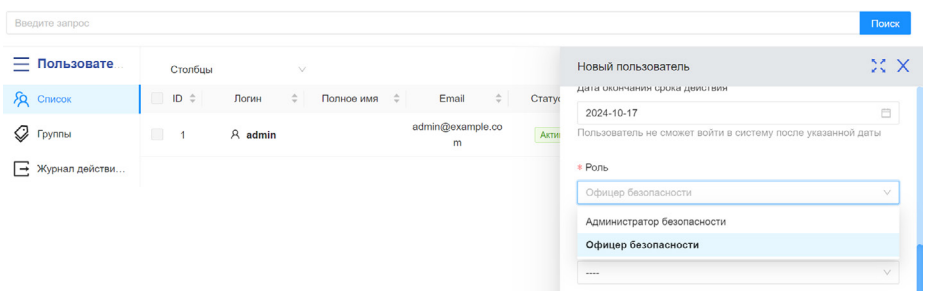 Введите запрос
Поиск
Пользовате...
Список
Группы
Журнал действи...
Столбцы
ID Логин Полное имя Email Статус
1 admin admin@example.co
m
Акти
Новый пользователь
Дата окончания срока действия
2024-10-17
Пользователь не сможет войти в систему после указанной даты
* Роль
Офицер безопасности
Администратор безопасности
Офицер безопасности
----